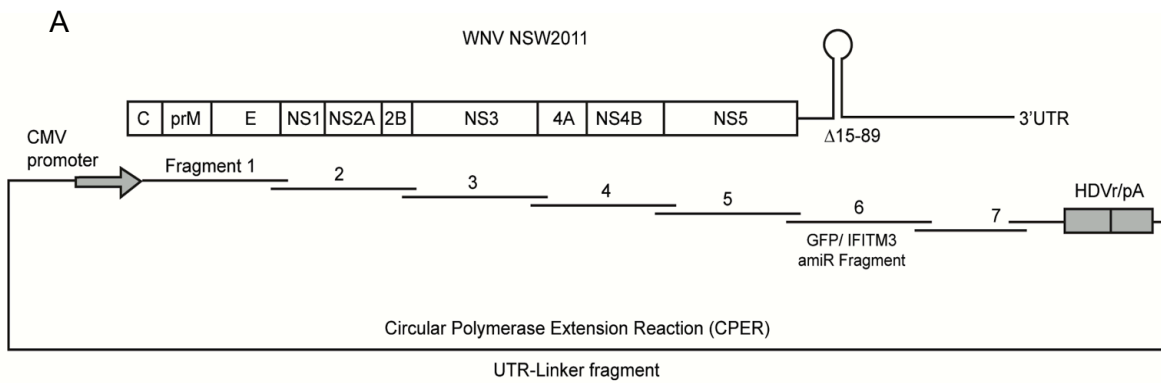 A
WNV NSW2011
C prM E NS1 NS2A 2B NS3 4A NS4B NS5
3'UTR
Δ15-89
CMV
promoter
Fragment 1
2
3
4
5
6
7
HDVr/pA
GFP/ IFITM3
amiR Fragment
Circular Polymerase Extension Reaction (CPER)
UTR-Linker fragment